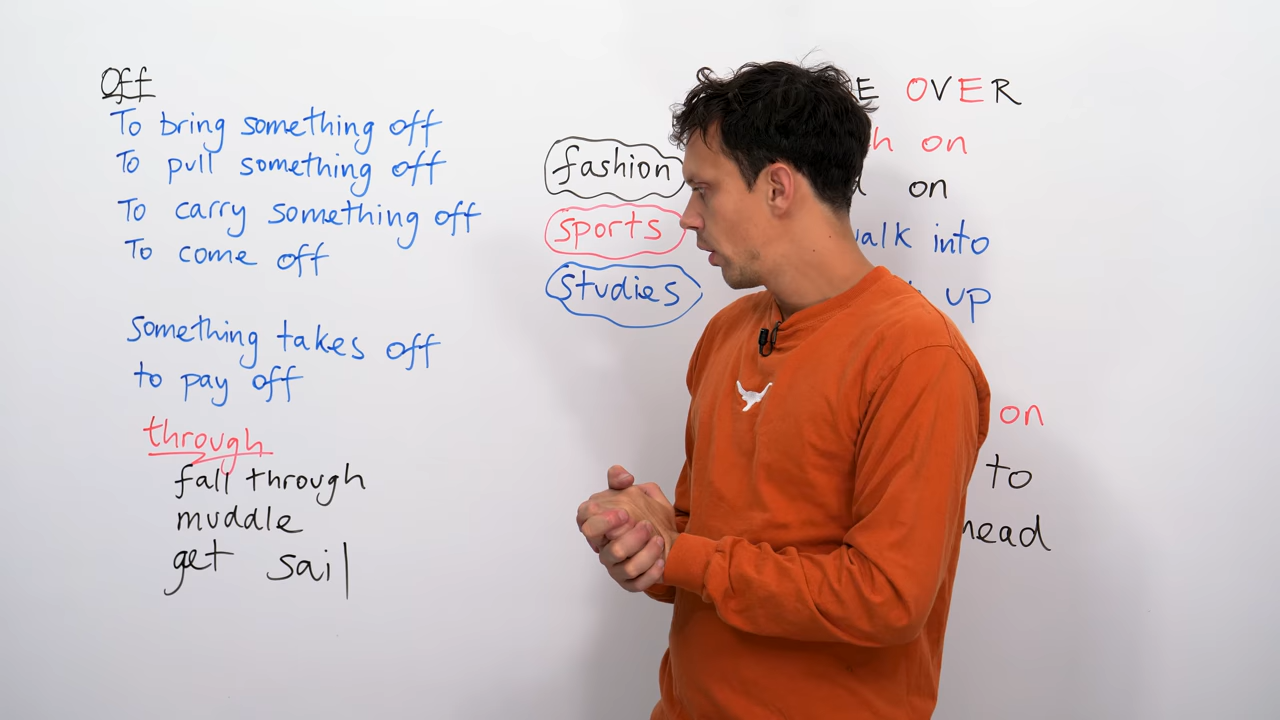 Off
To bring something off
To pull something off
To carry something off
To come off
something takes off
to pay off
through
fall through
muddle
get sail
fashion
sports
studies
OVER
on
on
walk into
up
on
to